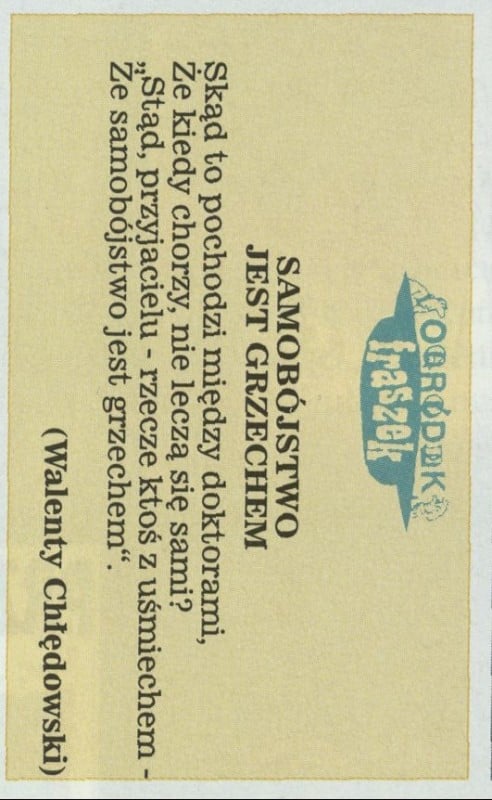 OGRÓDEK
fraszek
SAMOBÓJSTWO
JEST GRZECHEM
Skąd to pochodzi między doktorami,
Że kiedy chorzy, nie leczą się sami?
„Stąd, przyjacielu - rzecze ktoś z uśmiechem -
Że samobójstwo jest grzechem“.
(Walenty Chłędowski)